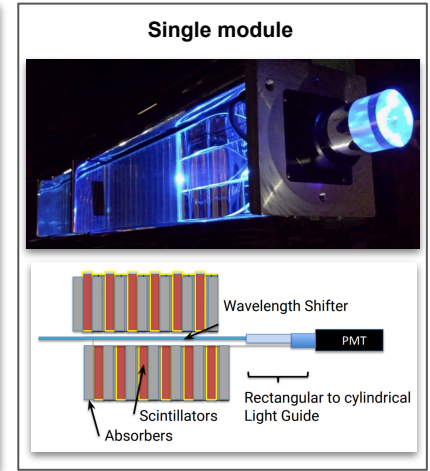 Single module
Wavelength Shifter
PMT
Rectangular to cylindrical
Light Guide
Scintillators
Absorbers